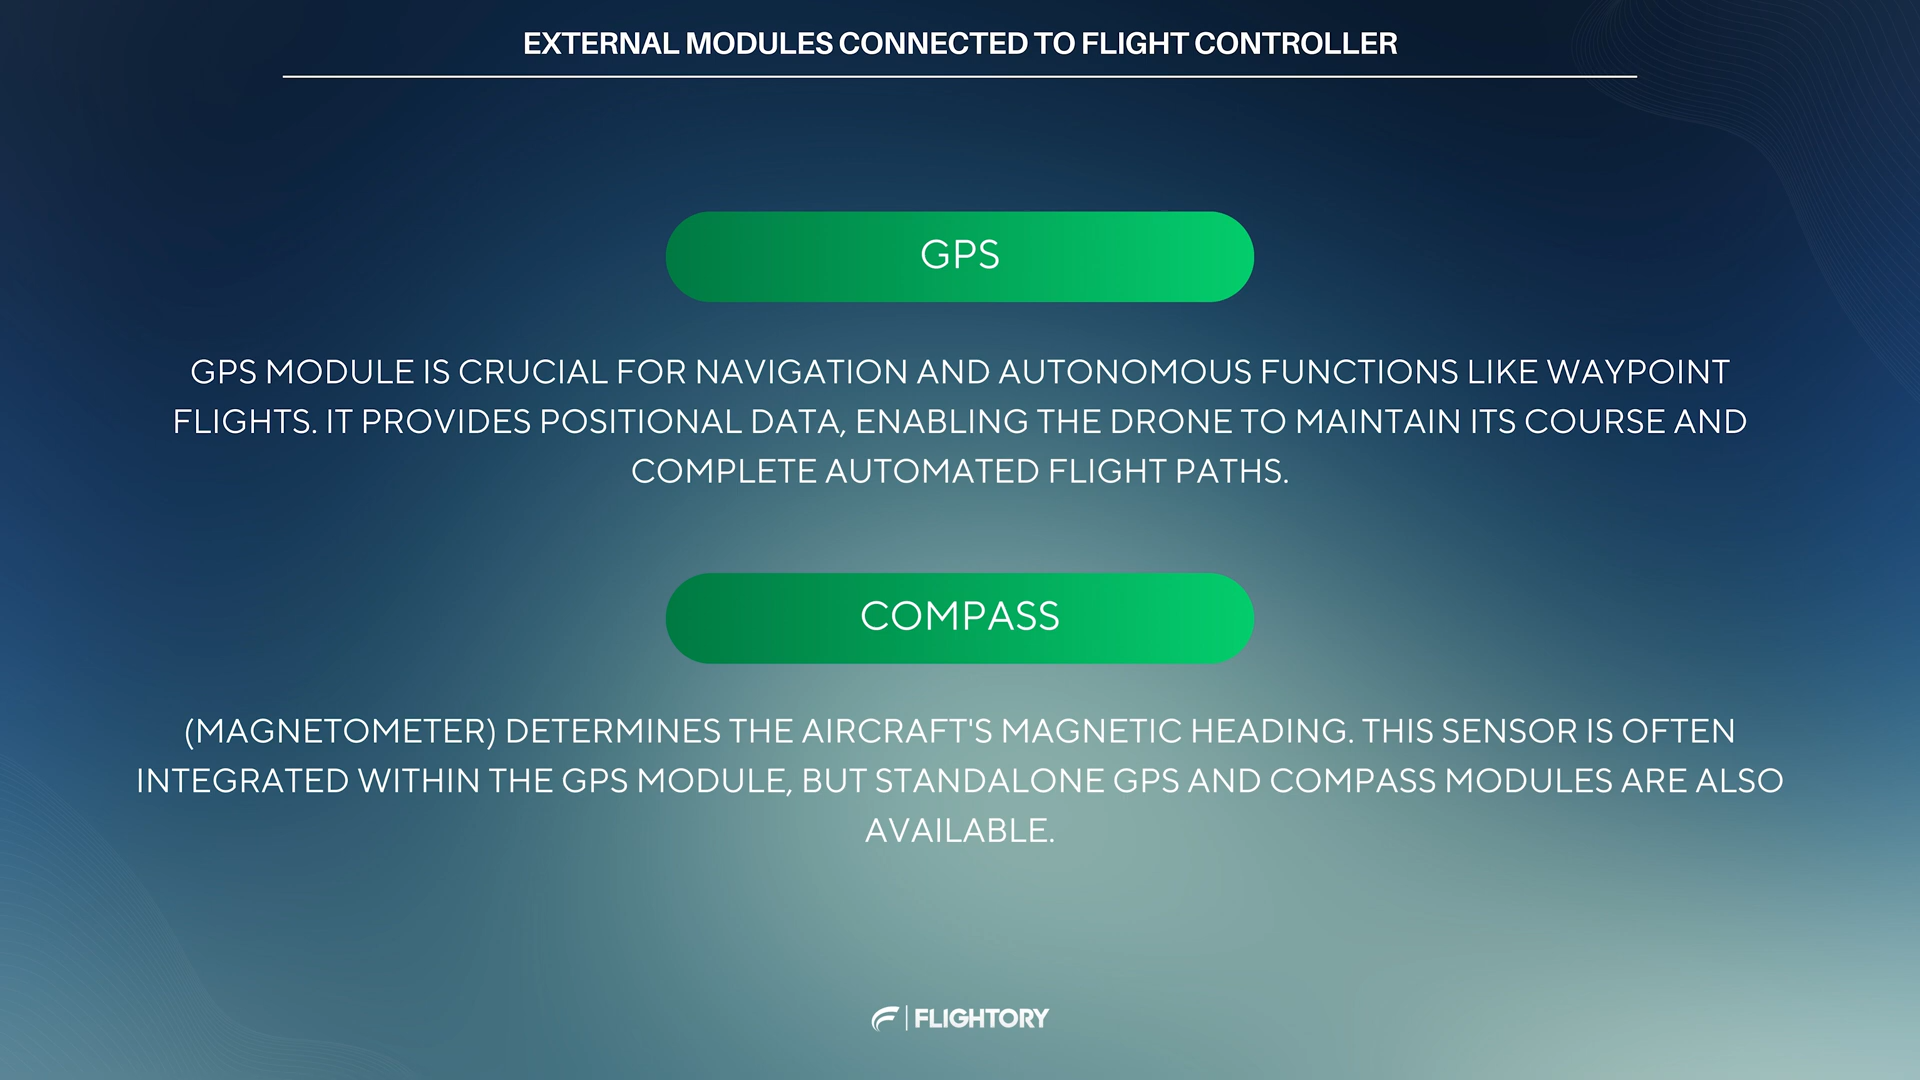 EXTERNAL MODULES CONNECTED TO FLIGHT CONTROLLER
GPS
GPS MODULE IS CRUCIAL FOR NAVIGATION AND AUTONOMOUS FUNCTIONS LIKE WAYPOINT
FLIGHTS. IT PROVIDES POSITIONAL DATA, ENABLING THE DRONE TO MAINTAIN ITS COURSE AND
COMPLETE AUTOMATED FLIGHT PATHS.
COMPASS
(MAGNETOMETER) DETERMINES THE AIRCRAFT'S MAGNETIC HEADING. THIS SENSOR IS OFTEN
INTEGRATED WITHIN THE GPS MODULE, BUT STANDALONE GPS AND COMPASS MODULES ARE ALSO
AVAILABLE.
FLIGHTORY